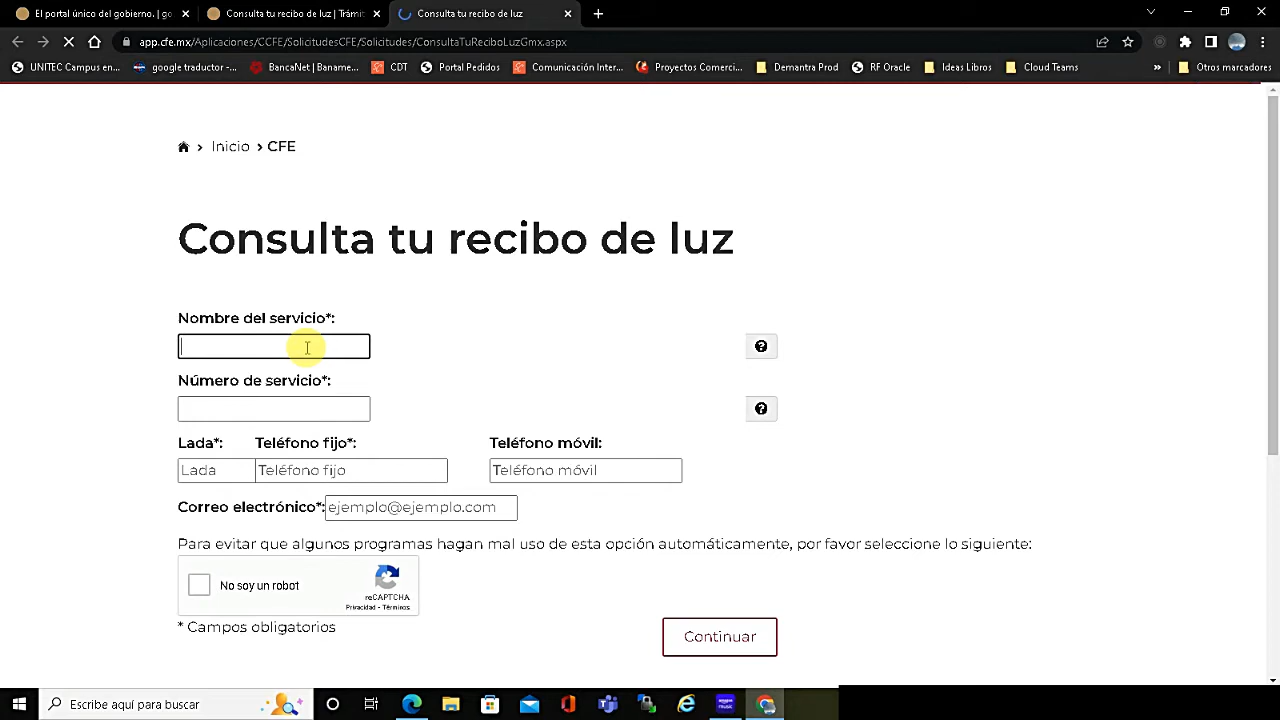 El portal único del gobierno. | go
Consulta tu recibo de luz | Trámit
Consulta tu recibo de luz
app.cfe.mx/Aplicaciones/CCFE/SolicitudesCFE/Solicitudes/ConsultaTuReciboLuzGmx.aspx
UNITEC Campus en...
google traductor -...
BancaNet | Baname...
CDT
Portal Pedidos
Comunicación Inter...
Proyectos Comerci...
Demantra Prod
RF Oracle
Ideas Libros
Cloud Teams
»
Otros marcadores
> Inicio > CFE
Consulta tu recibo de luz
Nombre del servicio*:
Número de servicio*:
Lada*: Teléfono fijo*: Teléfono móvil:
Lada Teléfono fijo Teléfono móvil
Correo electrónico*: ejemplo@ejemplo.com
Para evitar que algunos programas hagan mal uso de esta opción automáticamente, por favor seleccione lo siguiente:
No soy un robot
reCAPTCHA
Privacidad - Términos
* Campos obligatorios
Continuar
Escribe aquí para buscar